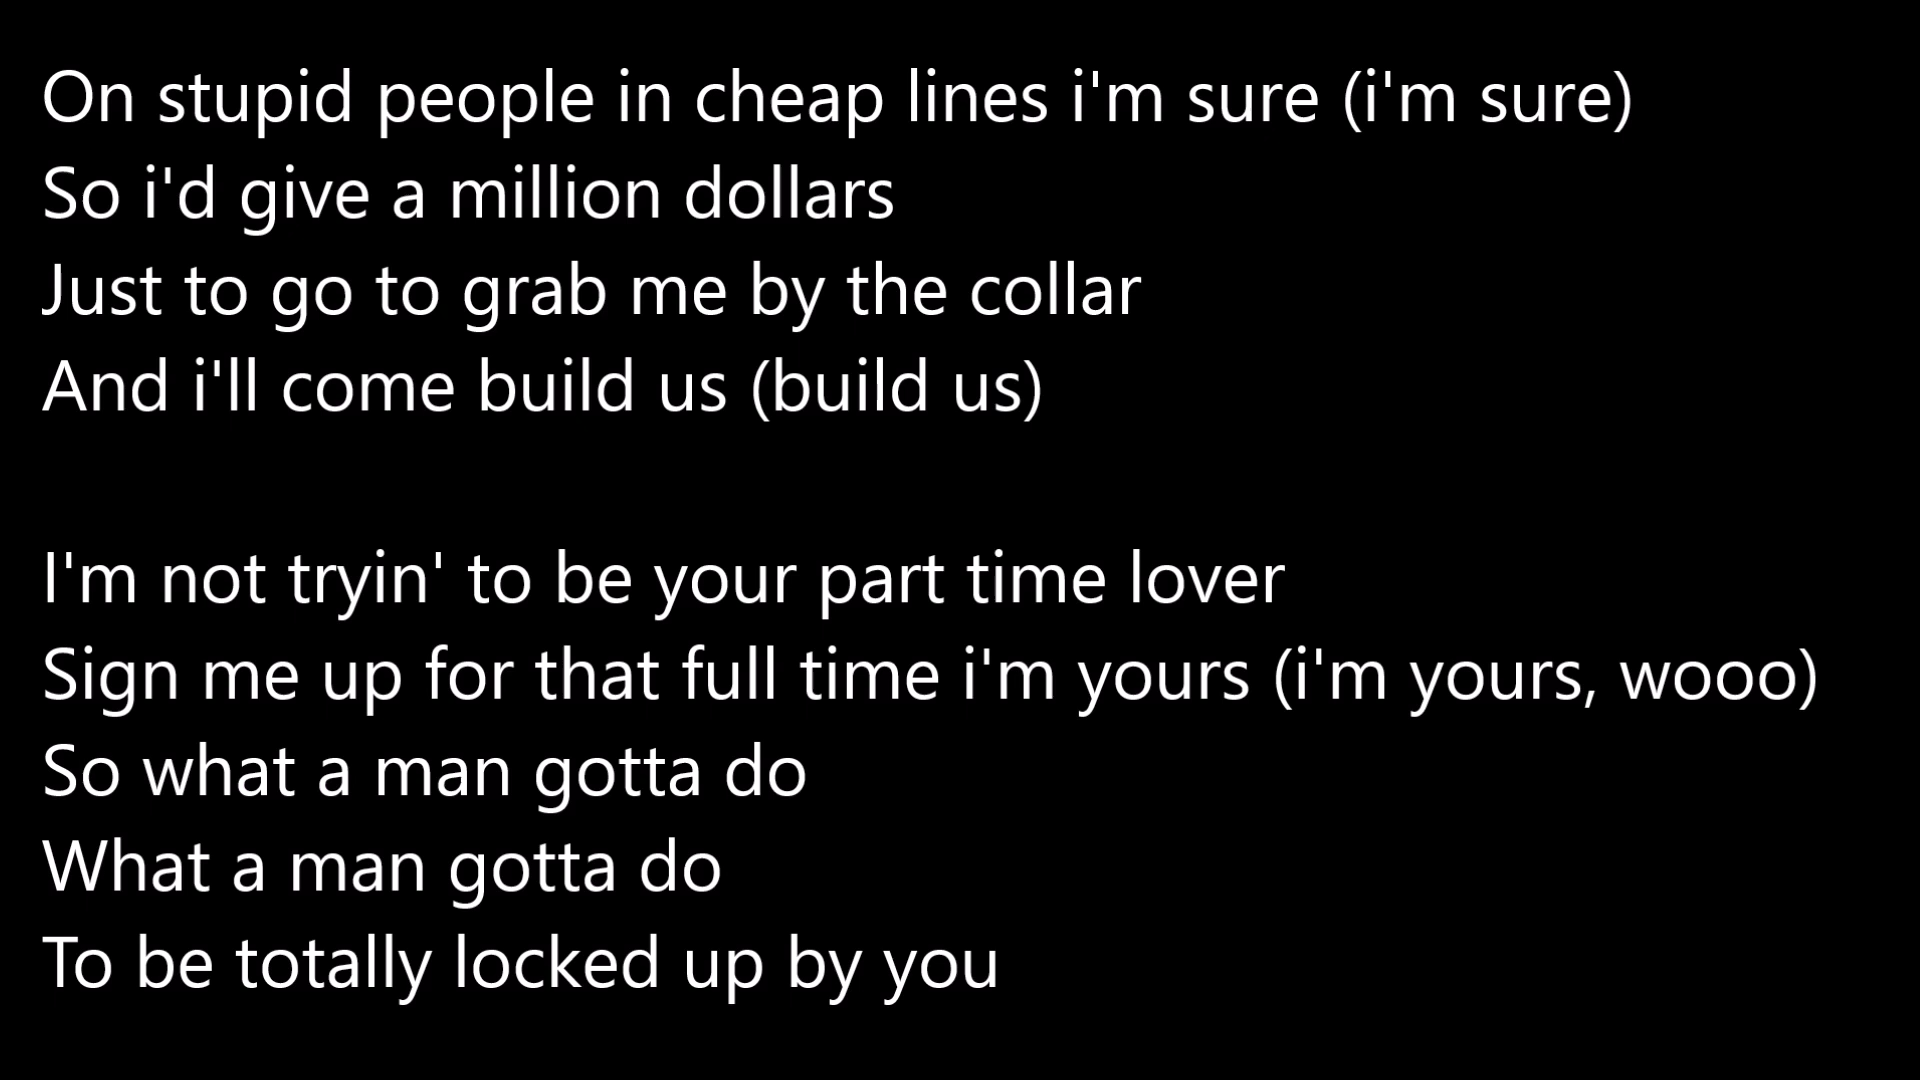 On stupid people in cheap lines i'm sure (i'm sure)
So i'd give a million dollars
Just to go to grab me by the collar
And i'll come build us (build us)
I'm not tryin' to be your part time lover
Sign me up for that full time i'm yours (i'm yours, wooo)
So what a man gotta do
What a man gotta do
To be totally locked up by you